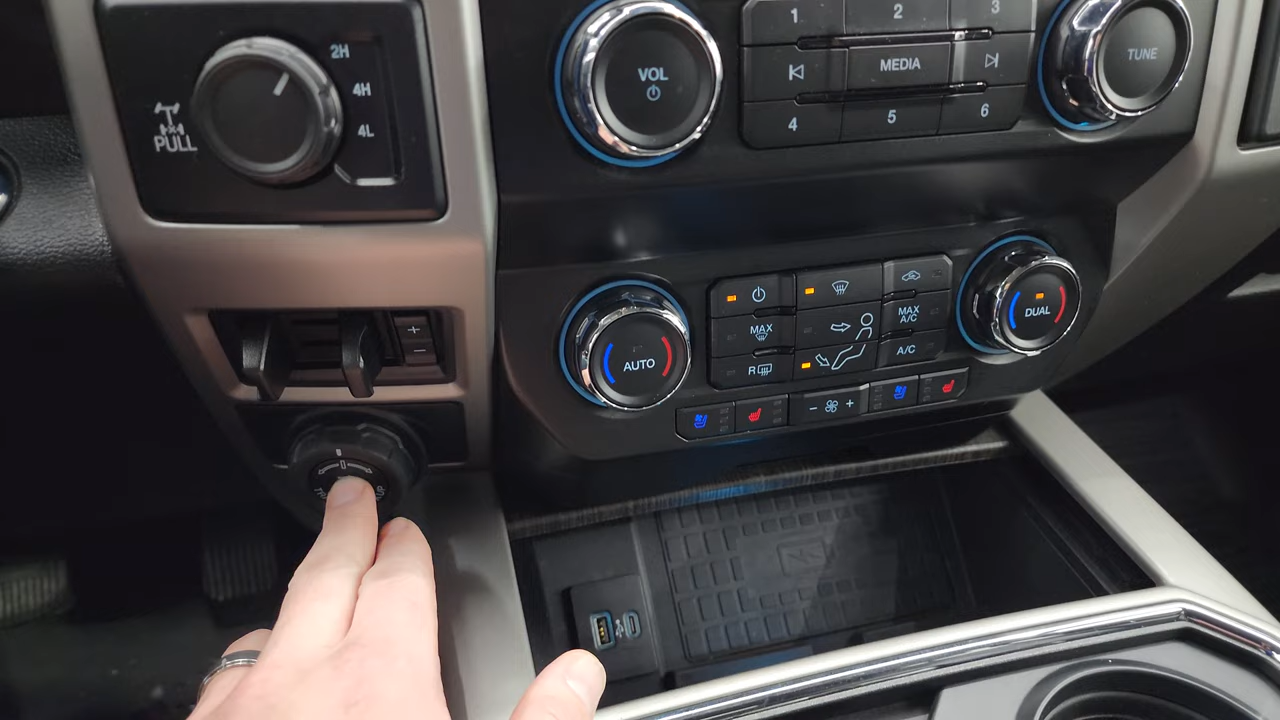 2H
4H
4L
PULL
VOL
1
2
3
MEDIA
4
5
6
TUNE
AUTO
MAX
R
MAX
A/C
A/C
DUAL
+
−
− +